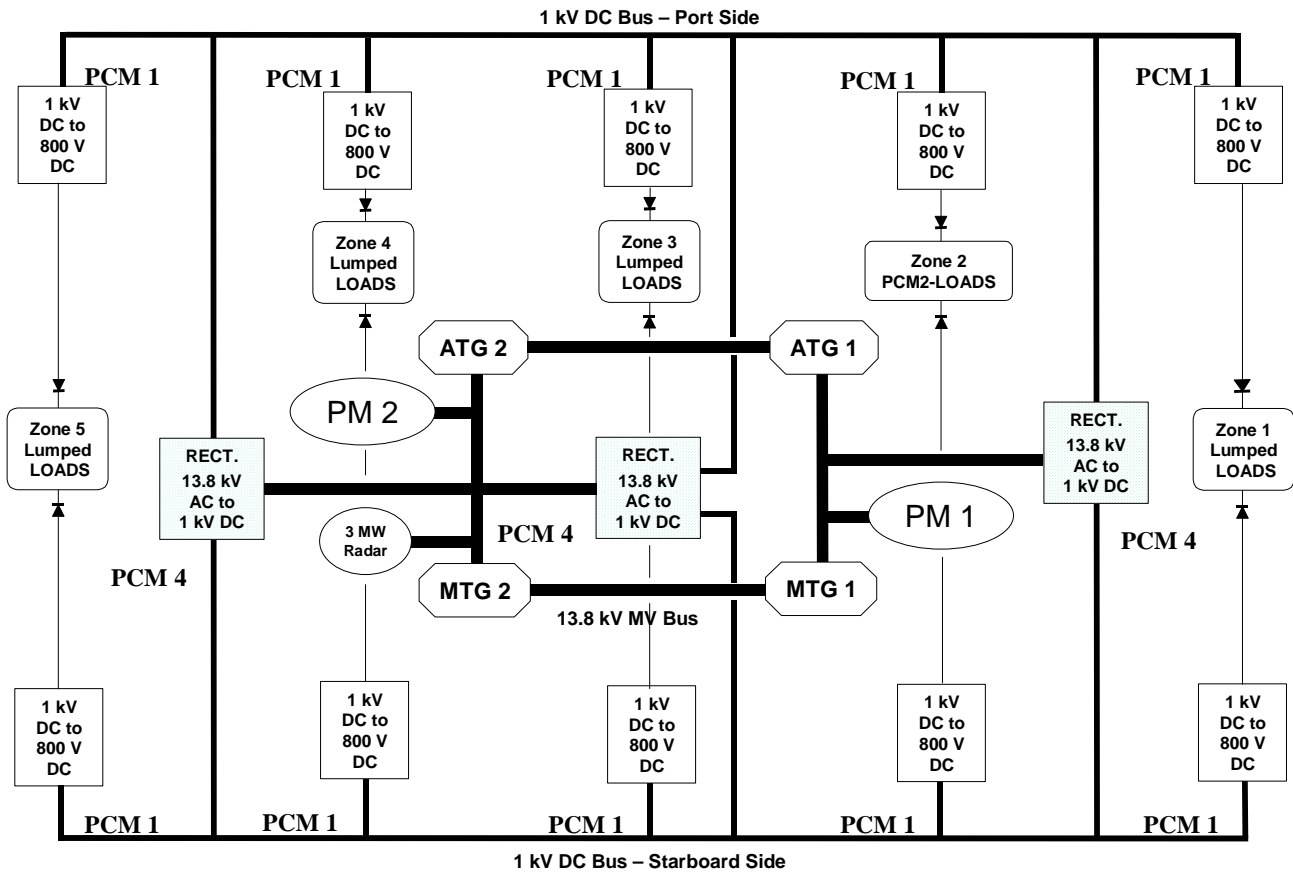 1 kV DC Bus – Port Side
PCM 1
PCM 1
PCM 1
PCM 1
PCM 1
1 kV
DC to
800 V
DC
1 kV
DC to
800 V
DC
1 kV
DC to
800 V
DC
1 kV
DC to
800 V
DC
1 kV
DC to
800 V
DC
Zone 4
Lumped
LOADS
Zone 3
Lumped
LOADS
Zone 2
PCM2-LOADS
ATG 2
ATG 1
PM 2
Zone 5
Lumped
LOADS
RECT.
13.8 kV
AC to
1 kV DC
RECT.
13.8 kV
AC to
1 kV DC
RECT.
13.8 kV
AC to
1 kV DC
Zone 1
Lumped
LOADS
3 MW
Radar
PCM 4
PM 1
PCM 4
PCM 4
MTG 2
MTG 1
13.8 kV MV Bus
1 kV
DC to
800 V
DC
1 kV
DC to
800 V
DC
1 kV
DC to
800 V
DC
1 kV
DC to
800 V
DC
1 kV
DC to
800 V
DC
PCM 1
PCM 1
PCM 1
PCM 1
PCM 1
1 kV DC Bus – Starboard Side